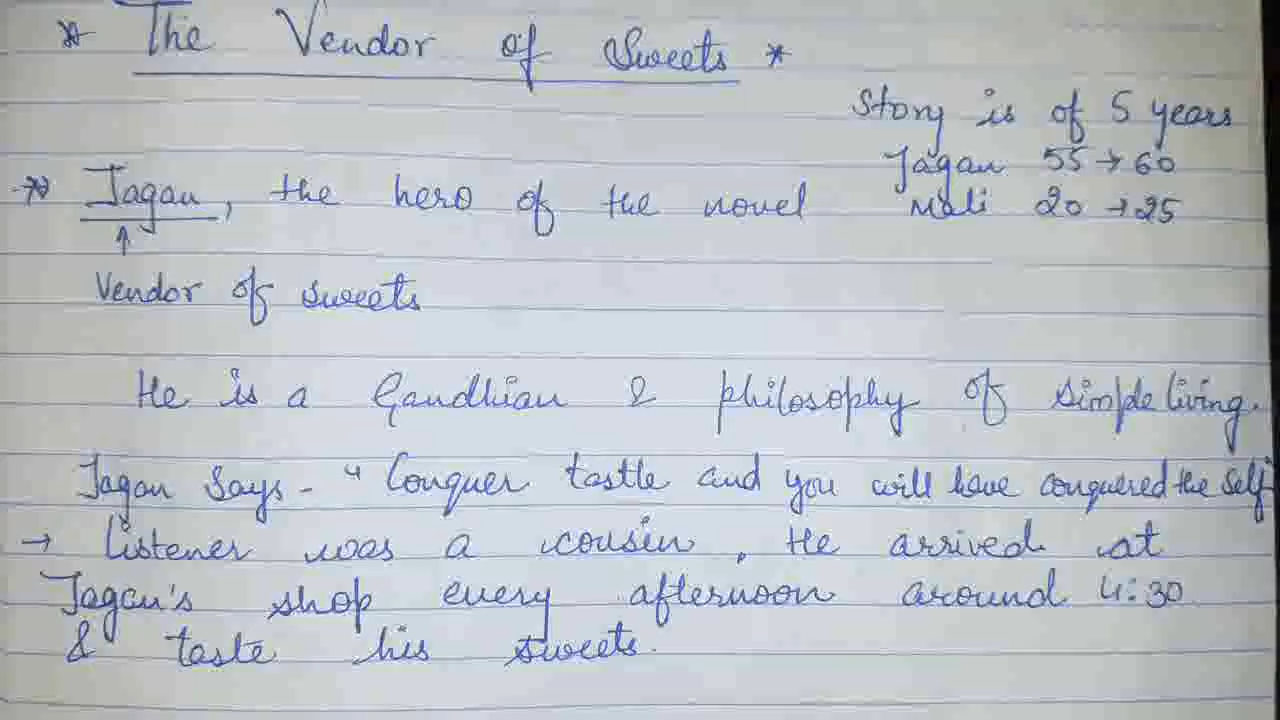 * The Vendor of Sweets *
Story is of 5 years
Jagan 55 → 60
Mali 20 → 25
→ Jagan, the hero of the novel
↑
Vendor of sweets
He is a Gandhian & philosophy of simple living.
Jagan says - "Conquer tastle and you will have conquered the self"
→ Listener was a cousin, He arrived at
Jagan's shop every afternoon around 4:30
& taste his sweets.